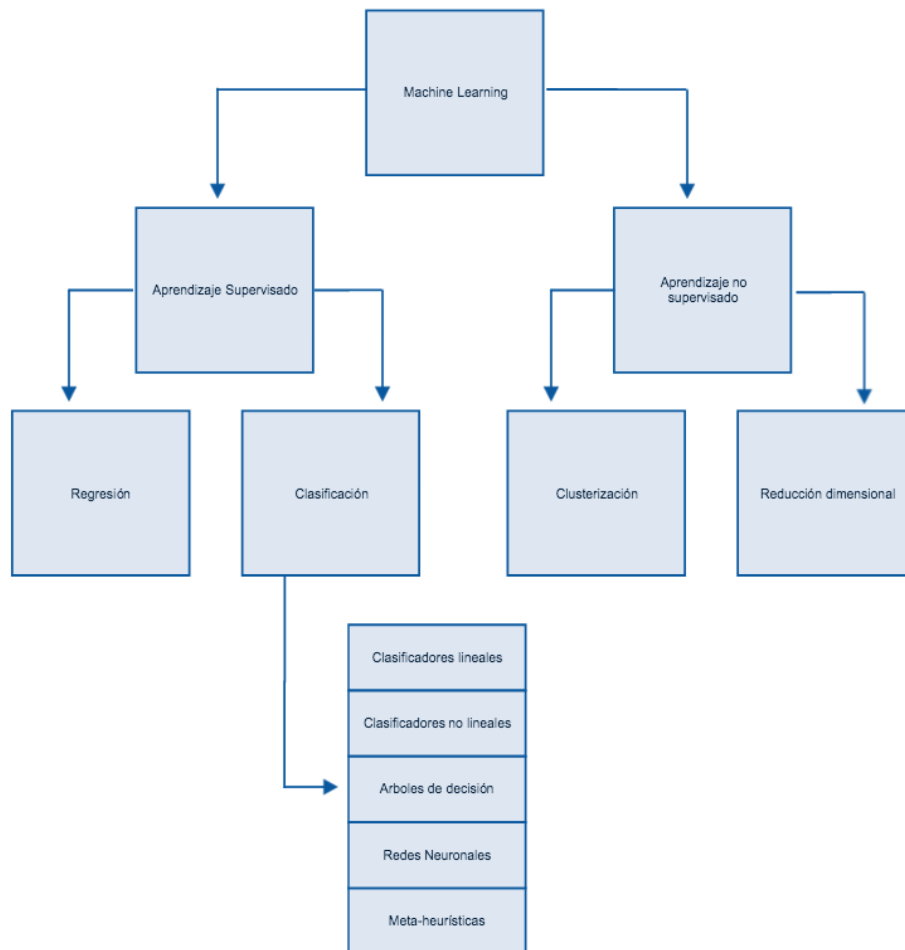 Machine Learning
Aprendizaje Supervisado
Aprendizaje no
supervisado
Regresión
Clasificación
Clusterización
Reducción dimensional
Clasificadores lineales
Clasificadores no lineales
Arboles de decisión
Redes Neuronales
Meta-heurísticas